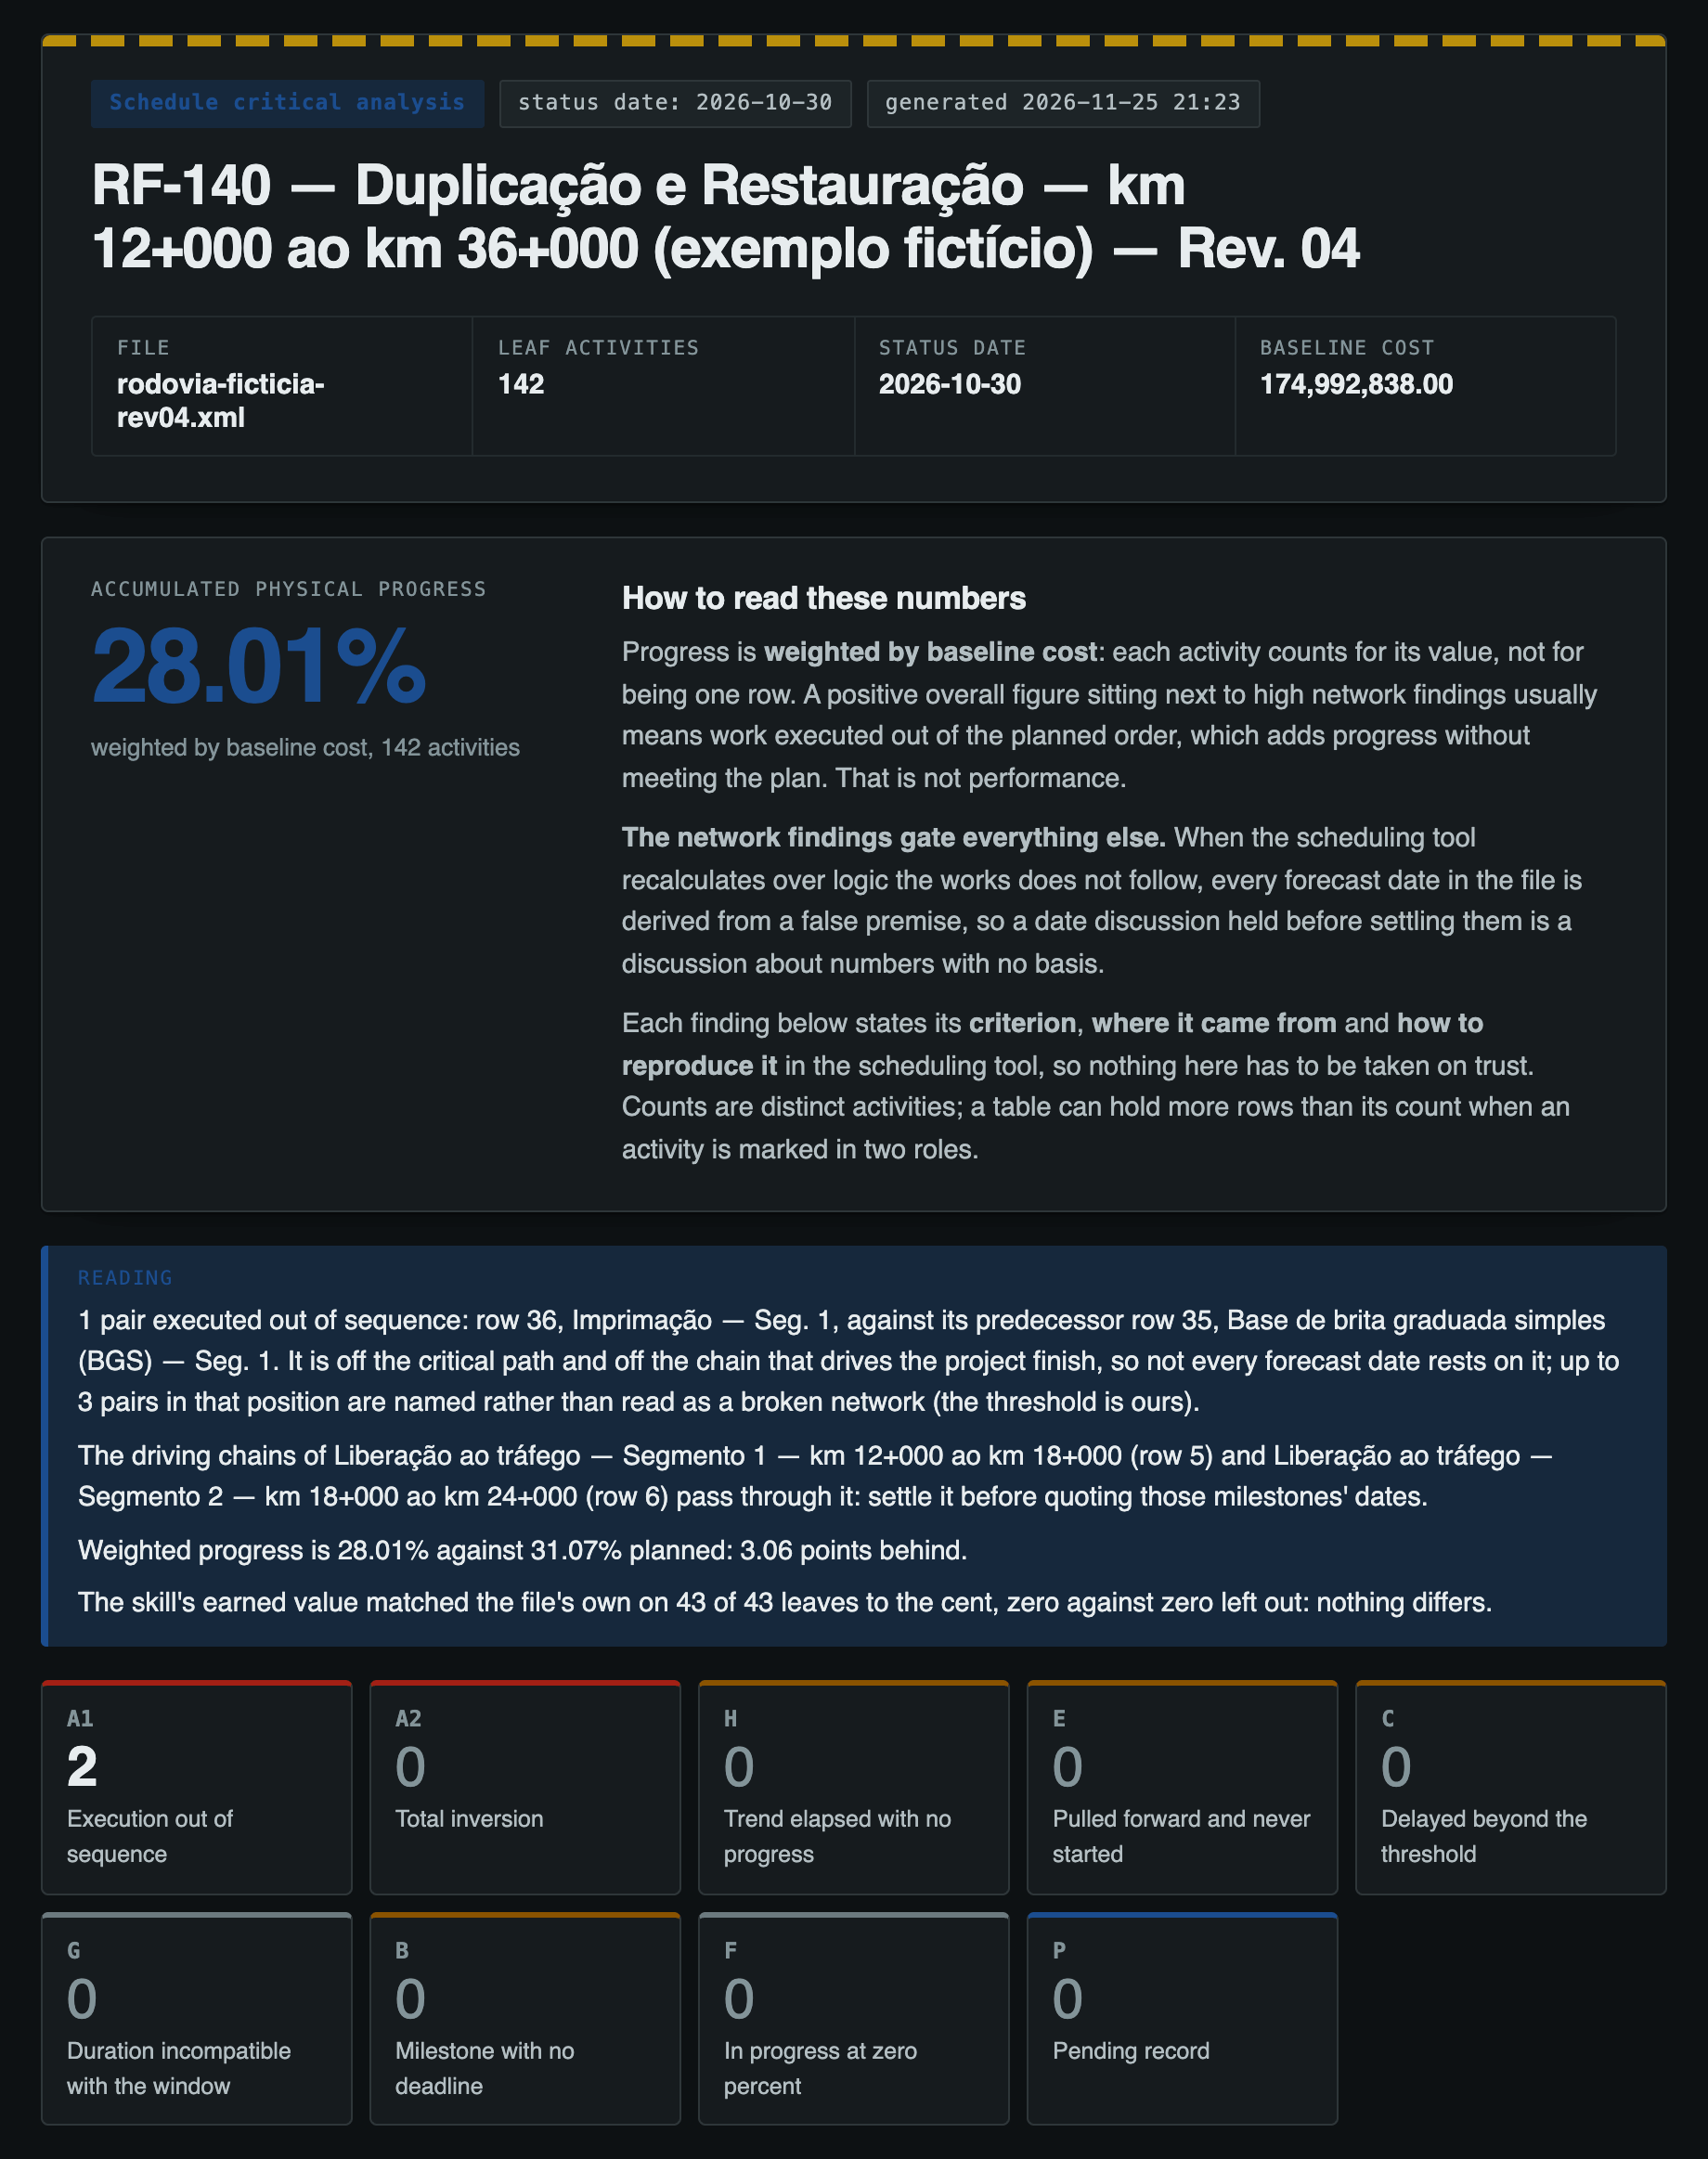 Schedule critical analysis
status date: 2026-10-30
generated 2026-11-25 21:23
RF-140 — Duplicação e Restauração — km
12+000 ao km 36+000 (exemplo fictício) — Rev. 04
FILE
rodovia-ficticia-
rev04.xml
LEAF ACTIVITIES
142
STATUS DATE
2026-10-30
BASELINE COST
174,992,838.00
ACCUMULATED PHYSICAL PROGRESS
28.01%
weighted by baseline cost, 142 activities
How to read these numbers
Progress is weighted by baseline cost: each activity counts for its value, not for
being one row. A positive overall figure sitting next to high network findings usually
means work executed out of the planned order, which adds progress without
meeting the plan. That is not performance.
The network findings gate everything else. When the scheduling tool
recalculates over logic the works does not follow, every forecast date in the file is
derived from a false premise, so a date discussion held before settling them is a
discussion about numbers with no basis.
Each finding below states its criterion, where it came from and how to
reproduce it in the scheduling tool, so nothing here has to be taken on trust.
Counts are distinct activities; a table can hold more rows than its count when an
activity is marked in two roles.
READING
1 pair executed out of sequence: row 36, Imprimação — Seg. 1, against its predecessor row 35, Base de brita graduada simples
(BGS) — Seg. 1. It is off the critical path and off the chain that drives the project finish, so not every forecast date rests on it; up to
3 pairs in that position are named rather than read as a broken network (the threshold is ours).
The driving chains of Liberação ao tráfego — Segmento 1 — km 12+000 ao km 18+000 (row 5) and Liberação ao tráfego —
Segmento 2 — km 18+000 ao km 24+000 (row 6) pass through it: settle it before quoting those milestones' dates.
Weighted progress is 28.01% against 31.07% planned: 3.06 points behind.
The skill's earned value matched the file's own on 43 of 43 leaves to the cent, zero against zero left out: nothing differs.
A1
2
Execution out of
sequence
A2
0
Total inversion
H
0
Trend elapsed with no
progress
E
0
Pulled forward and never
started
C
0
Delayed beyond the
threshold
G
0
Duration incompatible
with the window
B
0
Milestone with no
deadline
F
0
In progress at zero
percent
P
0
Pending record